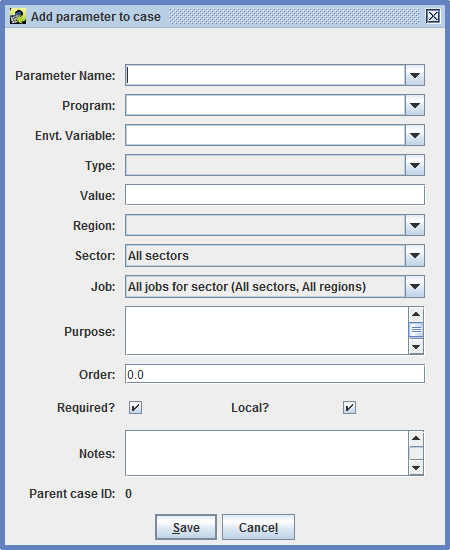 Add parameter to case
Parameter Name:
Program:
Envt. Variable:
Type:
Value:
Region:
Sector: All sectors
Job: All jobs for sector (All sectors, All regions)
Purpose:
Order: 0.0
Required? Local?
Notes:
Parent case ID: 0
Save Cancel